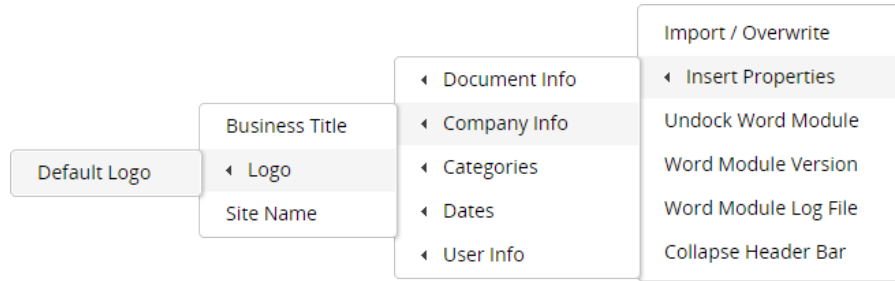 Import / Overwrite
Insert Properties
Undock Word Module
Word Module Version
Word Module Log File
Collapse Header Bar
Document Info
Company Info
Categories
Dates
User Info
Business Title
Logo
Site Name
Default Logo